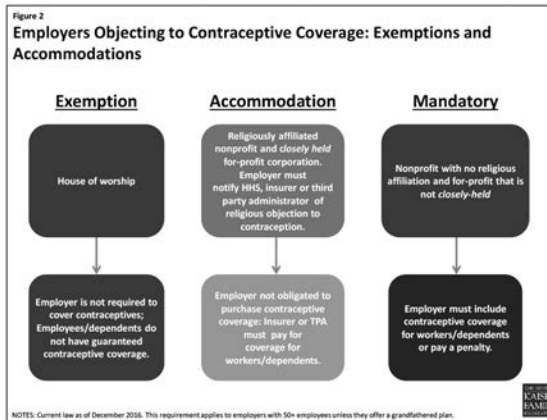 Figure 2
Employers Objecting to Contraceptive Coverage: Exemptions and
Accommodations
Exemption
House of worship
Employer is not required to
cover contraceptives;
Employees/dependents do
not have guaranteed
contraceptive coverage.
Accommodation
Religiously affiliated
nonprofit and closely held
for-profit corporation.
Employer must
notify HHS, insurer or third
party administrator of
religious objection to
contraception.
Employer not obligated to
purchase contraceptive
coverage: Insurer or TPA
must pay for
coverage for
workers/dependents.
Mandatory
Nonprofit with no religious
affiliation and for-profit that is
not closely-held
Employer must include
contraceptive coverage
for workers/dependents
or pay a penalty.
NOTES: Current law as of December 2016. This requirement applies to employers with 50+ employees unless they offer a grandfathered plan.